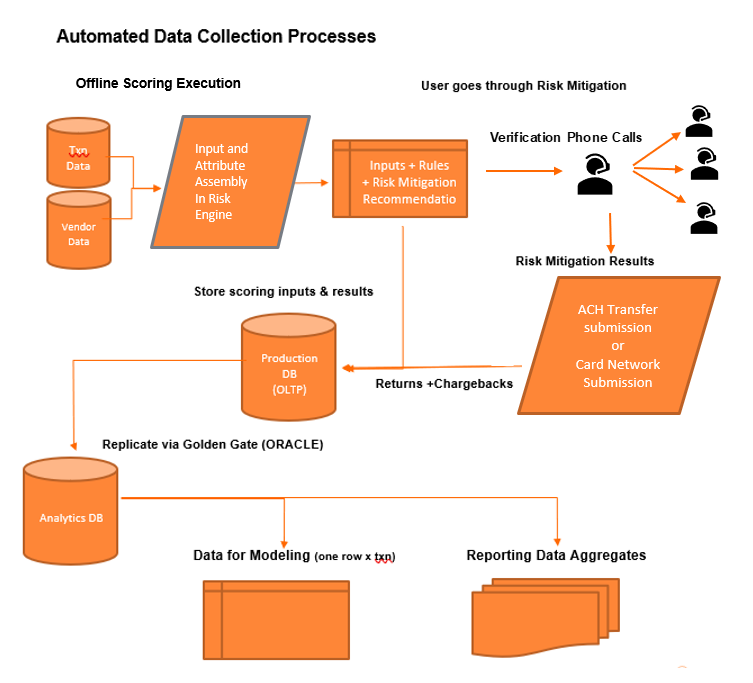 Automated Data Collection Processes
Offline Scoring Execution
User goes through Risk Mitigation
Txn
Data
Vendor
Data
Input and
Attribute
Assembly
In Risk
Engine
Inputs + Rules
+ Risk Mitigation
Recommendatio
Verification Phone Calls
Risk Mitigation Results
ACH Transfer
submission
or
Card Network
Submission
Store scoring inputs & results
Production
DB
(OLTP)
Returns +Chargebacks
Replicate via Golden Gate (ORACLE)
Analytics DB
Data for Modeling (one row x txn)
Reporting Data Aggregates